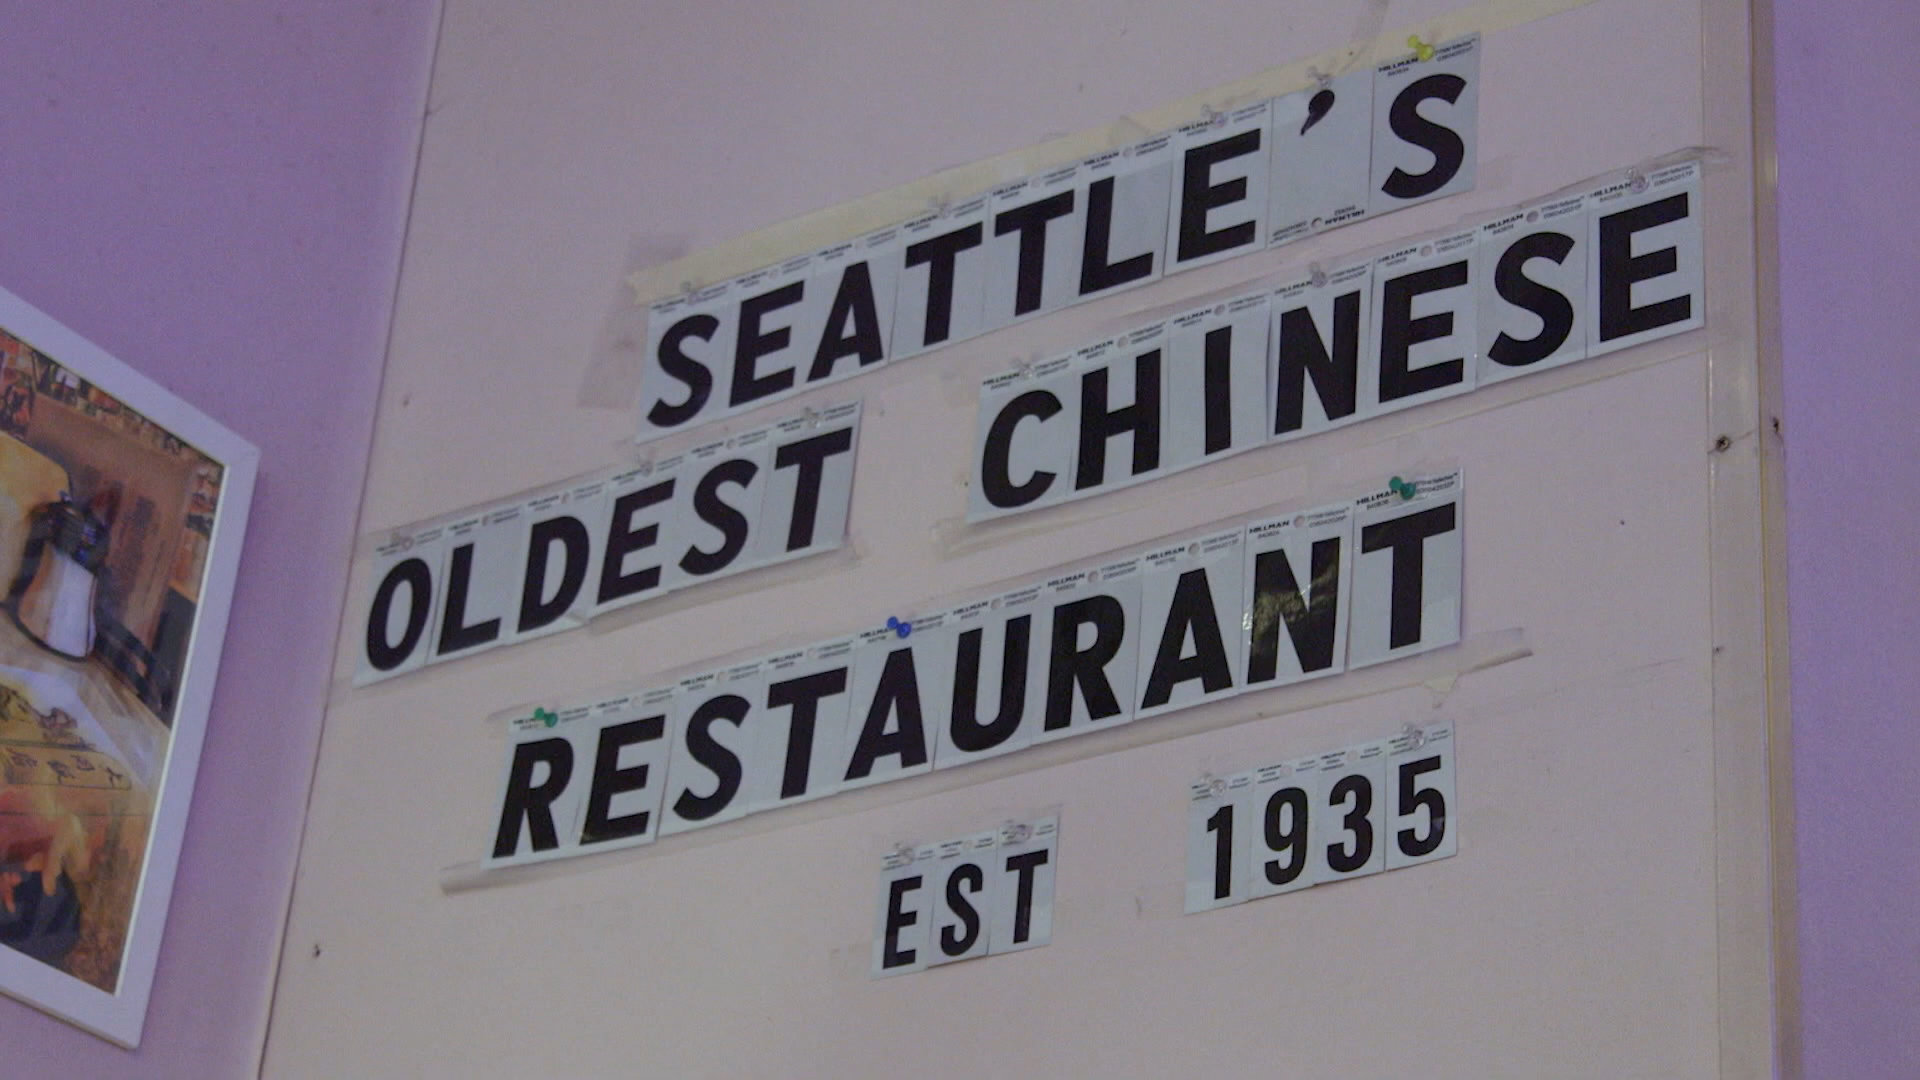 SEATTLE'S
OLDEST CHINESE
RESTAURANT
EST 1935